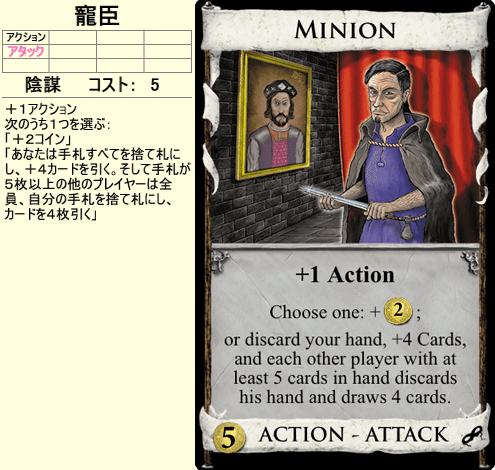 寵臣
アクション
アタック
陰謀　コスト：　5
＋１アクション
次のうち１つを選ぶ：
「＋２コイン」
「あなたは手札すべてを捨て札に
し、＋４カードを引く。そして手札が
５枚以上の他のプレイヤーは全
員、自分の手札を捨て札にし、
カードを４枚引く」
MINION
+1 Action
Choose one: + 2 ;
or discard your hand, +4 Cards,
and each other player with at
least 5 cards in hand discards
his hand and draws 4 cards.
5 ACTION - ATTACK